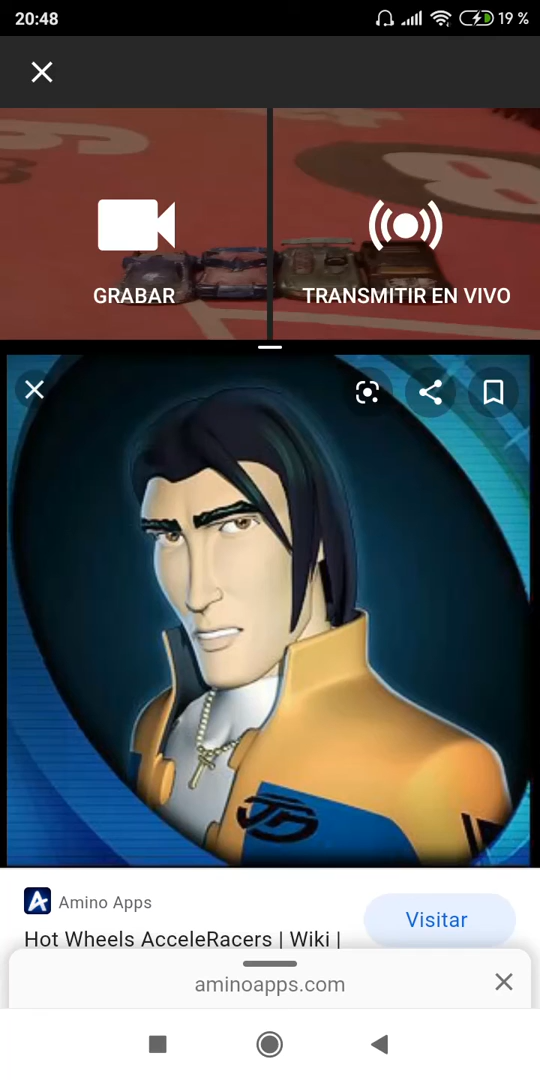 20:48
19 %
GRABAR
TRANSMITIR EN VIVO
Amino Apps
Visitar
Hot Wheels AcceleRacers | Wiki |
aminoapps.com